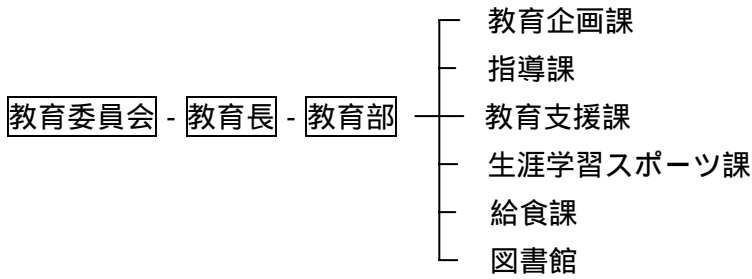 教育企画課
指導課
教育委員会 - 教育長 - 教育部 教育支援課
生涯学習スポーツ課
給食課
図書館